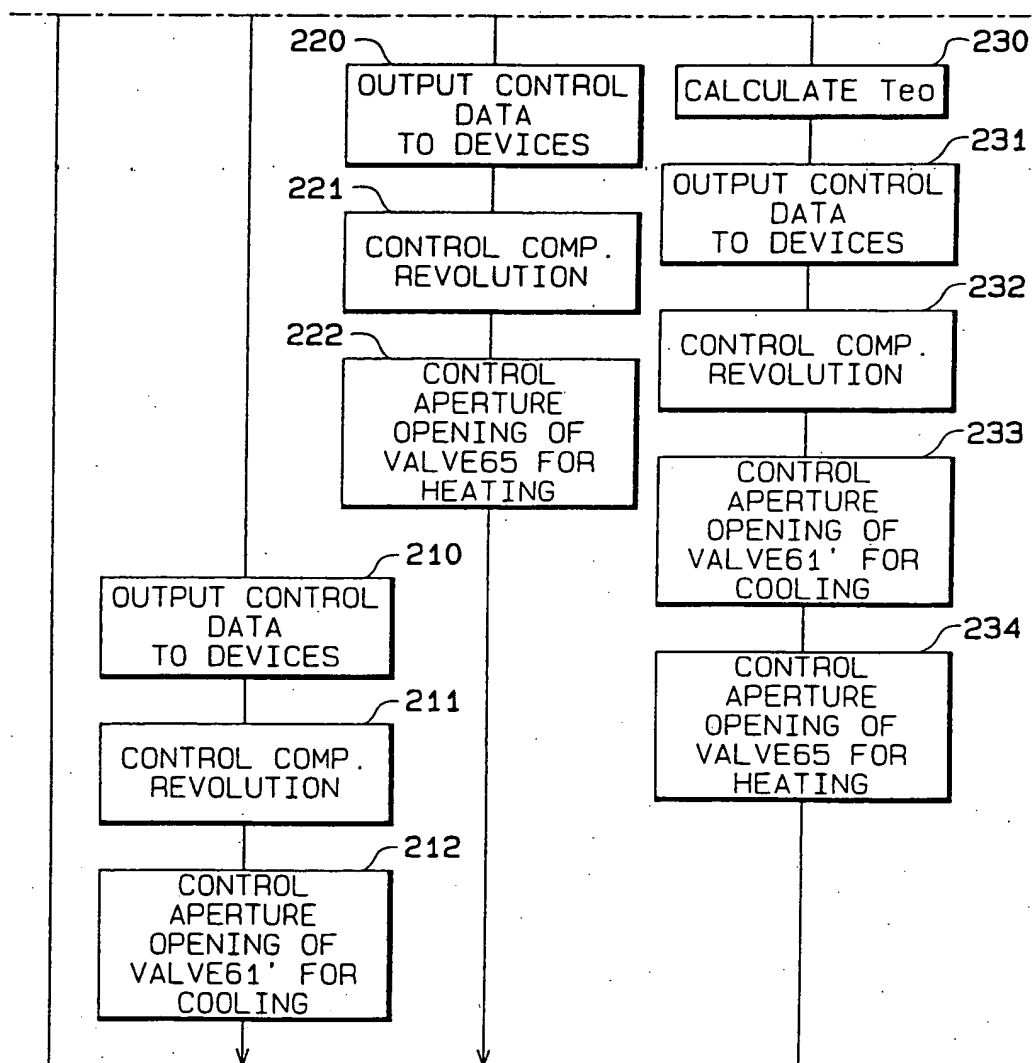 220
OUTPUT CONTROL
DATA
TO DEVICES
221
CONTROL COMP.
REVOLUTION
222
CONTROL
APERTURE
OPENING OF
VALVE65 FOR
HEATING
230
CALCULATE Teo
231
OUTPUT CONTROL
DATA
TO DEVICES
232
CONTROL COMP.
REVOLUTION
233
CONTROL
APERTURE
OPENING OF
VALVE61' FOR
COOLING
234
CONTROL
APERTURE
OPENING OF
VALVE65 FOR
HEATING
210
OUTPUT CONTROL
DATA
TO DEVICES
211
CONTROL COMP.
REVOLUTION
212
CONTROL
APERTURE
OPENING OF
VALVE61' FOR
COOLING